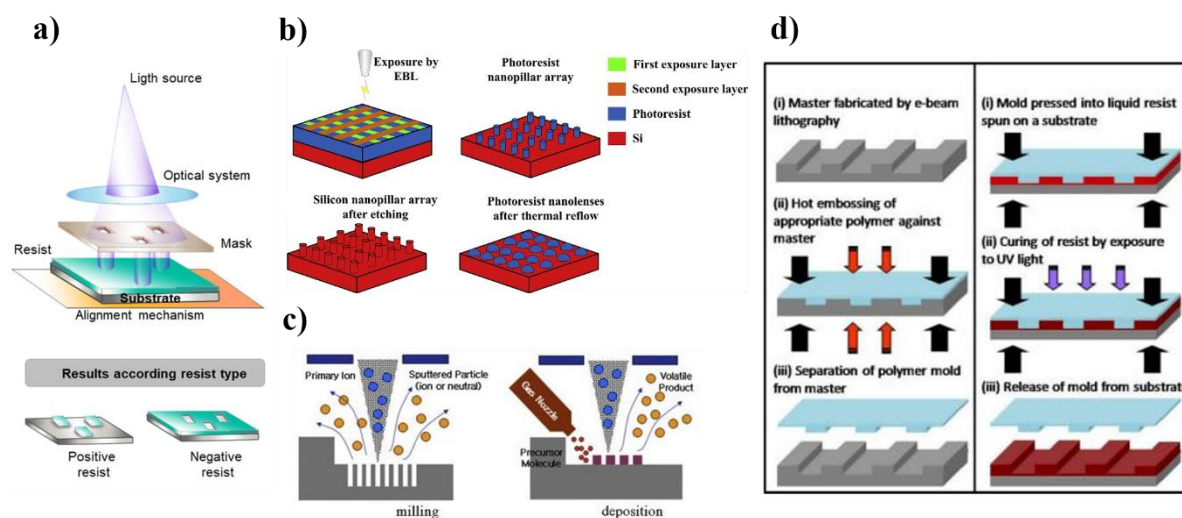 a)
Ligth source
Optical system
Mask
Resist
Substrate
Alignment mechanism
Results according resist type
Positive
resist
Negative
resist
b)
Exposure by
EBL
Photoresist
nanopillar array
First exposure layer
Second exposure layer
Photoresist
Si
Silicon nanopillar array
after etching
Photoresist nanolenses
after thermal reflow
c)
Primary Ion
Sputtered Particle
(ion or neutral)
milling
Gas Nozzle
Volatile
Product
Precursor
Molecule
deposition
d)
(i) Master fabricated by e-beam
lithography
(ii) Hot embossing of
appropriate polymer against
master
(iii) Separation of polymer mold
from master
(i) Mold pressed into liquid resist
spun on a substrate
(ii) Curing of resist by exposure
to UV light
(iii) Release of mold from substrat